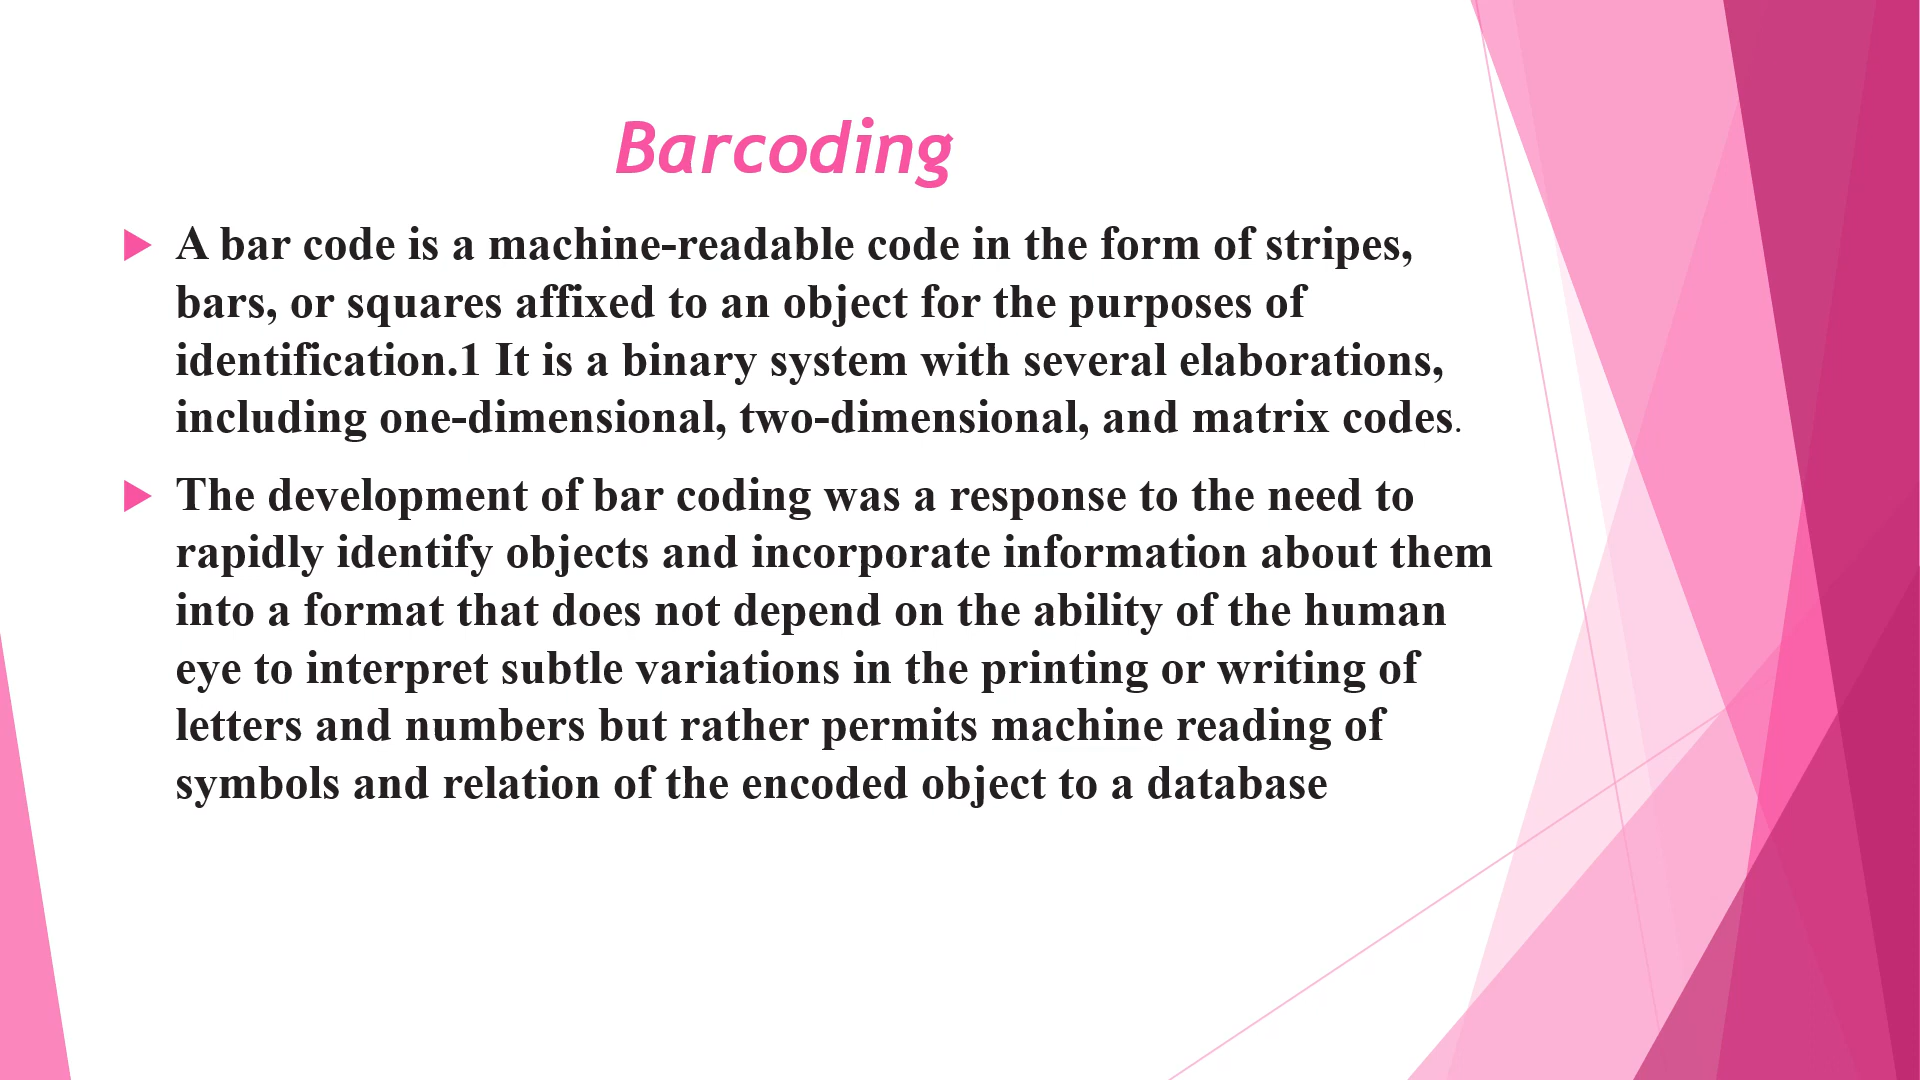 Barcoding
A bar code is a machine-readable code in the form of stripes,
bars, or squares affixed to an object for the purposes of
identification.1 It is a binary system with several elaborations,
including one-dimensional, two-dimensional, and matrix codes.
The development of bar coding was a response to the need to
rapidly identify objects and incorporate information about them
into a format that does not depend on the ability of the human
eye to interpret subtle variations in the printing or writing of
letters and numbers but rather permits machine reading of
symbols and relation of the encoded object to a database